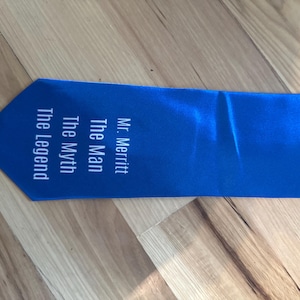 Mr. Merritt
The Man
The Myth
The Legend